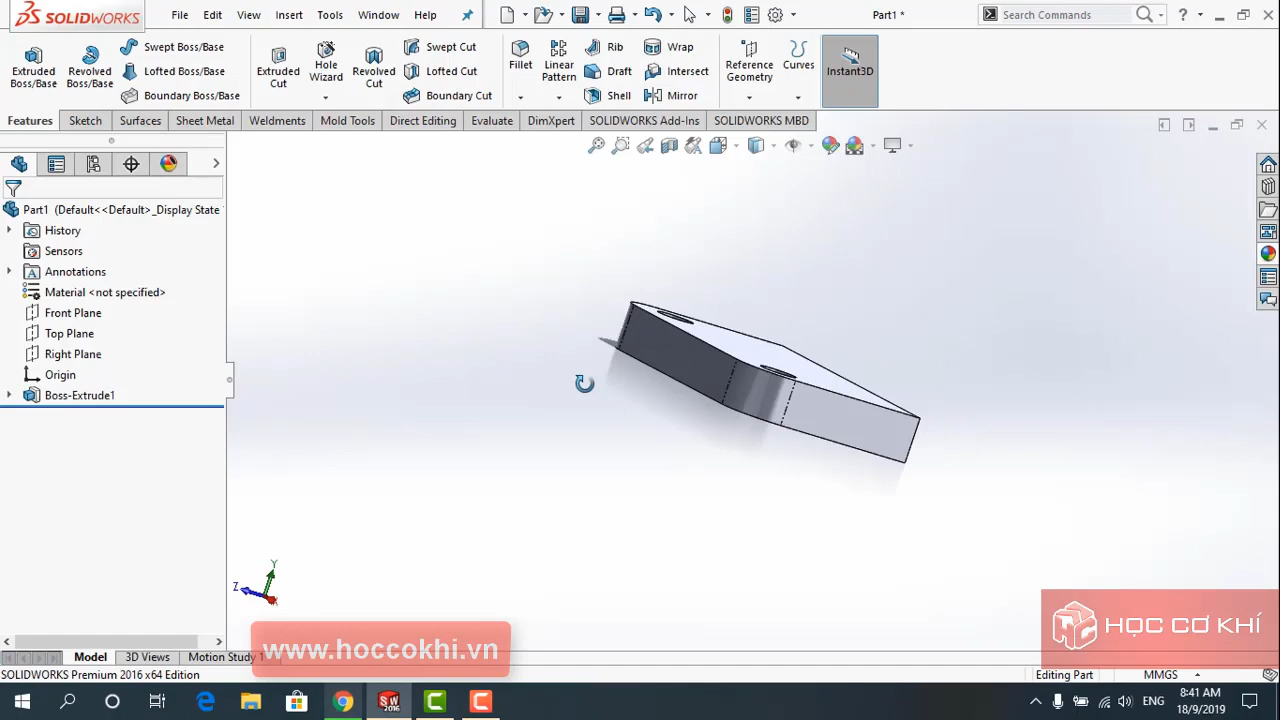 SOLIDWORKS
File Edit View Insert Tools Window Help
Part1 *
Search Commands
Extruded Boss/Base
Revolved Boss/Base
Swept Boss/Base
Lofted Boss/Base
Boundary Boss/Base
Extruded Cut
Hole Wizard
Revolved Cut
Swept Cut
Lofted Cut
Boundary Cut
Fillet
Linear Pattern
Rib
Draft
Shell
Wrap
Intersect
Mirror
Reference Geometry
Curves
Instant3D
Features Sketch Surfaces Sheet Metal Weldments Mold Tools Direct Editing Evaluate DimXpert SOLIDWORKS Add-Ins SOLIDWORKS MBD
Part1 (Default<<Default>_Display State
History
Sensors
Annotations
Material <not specified>
Front Plane
Top Plane
Right Plane
Origin
Boss-Extrude1
Y
Z
X
www.hoccokhi.vn
HỌC CƠ KHÍ
Model 3D Views Motion Study 1
SOLIDWORKS Premium 2016 x64 Edition
Editing Part
MMGS
SW
2016
ENG
8:41 AM
18/9/2019